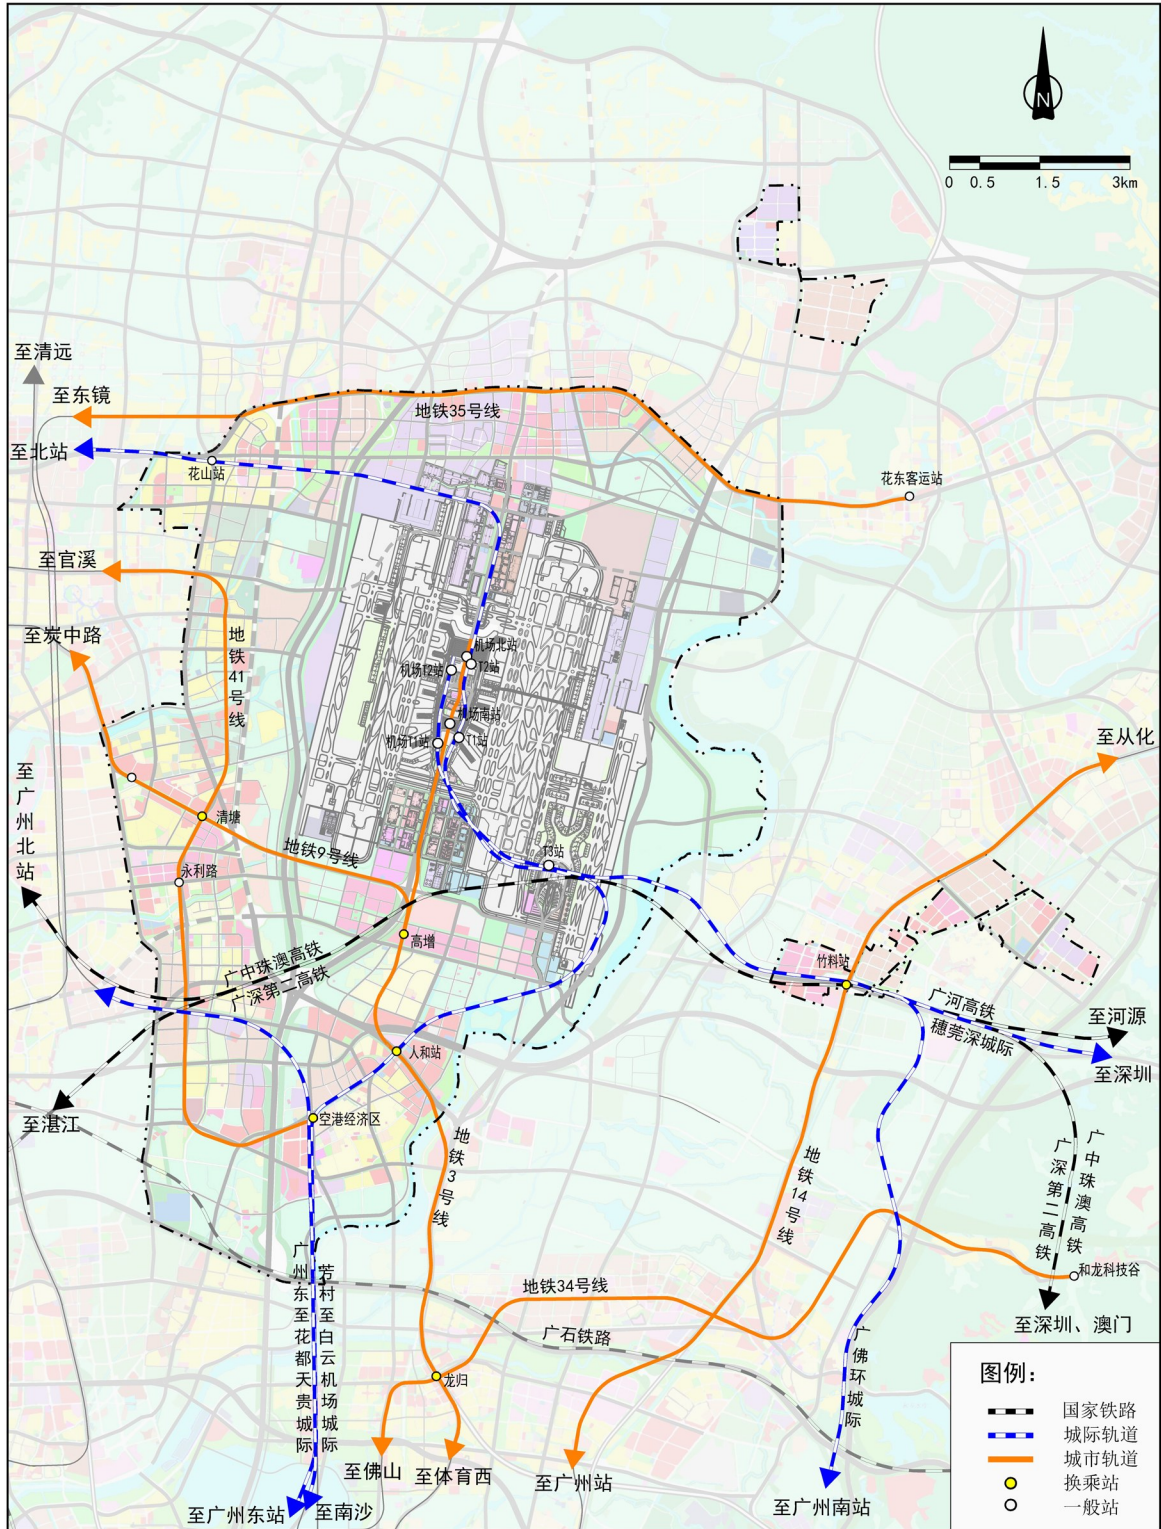 N
0 0.5 1.5 3km
至清远
至东镜
地铁35号线
至北站
花山站
花东客运站
至官溪
至炭中路
地铁41号线
机场北站
机场T2站
T2站
机场南站
机场T1站
T1站
至从化
至广州北站
清塘
地铁9号线
T3站
永利路
高增
竹料站
广中珠澳高铁
广深第二高铁
广河高铁
穗莞深城际
至河源
至深圳
人和站
至湛江
空港经济区
地铁3号线
地铁14号线
广中珠澳高铁
广深第二高铁
和龙科技谷
广州东至花都天贵城际
芳村至白云机场城际
地铁34号线
广石铁路
至深圳、澳门
广佛环城际
龙归
至佛山
至体育西
至广州站
至广州南站
至广州东站
至南沙
图例：
国家铁路
城际轨道
城市轨道
换乘站
一般站